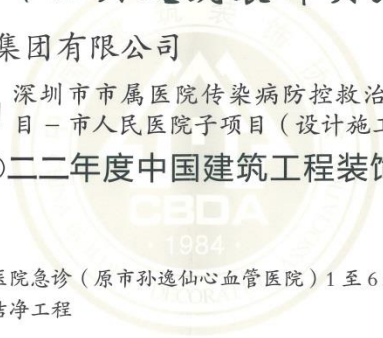 集团有限公司
深圳市市属医院传染病防控救治
目－市人民医院子项目（设计施工
二二年度中国建筑工程装饰
CBDA
·1984·
医院急诊（原市孙逸仙心血管医院）1 至 6
洁净工程